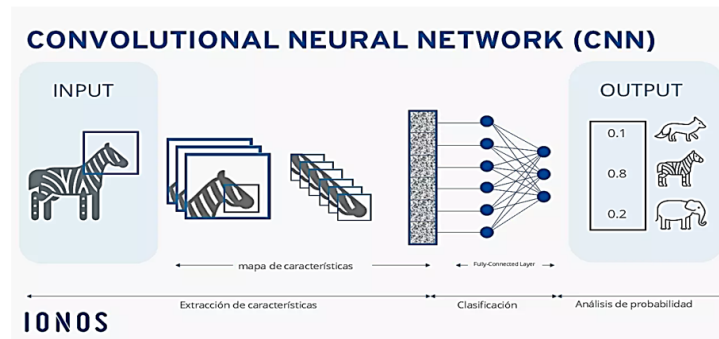 CONVOLUTIONAL NEURAL NETWORK (CNN)
INPUT
OUTPUT
0.1
0.8
0.2
mapa de características
Fully-Connected Layer
Extracción de características
Clasificación
Análisis de probabilidad
IONOS